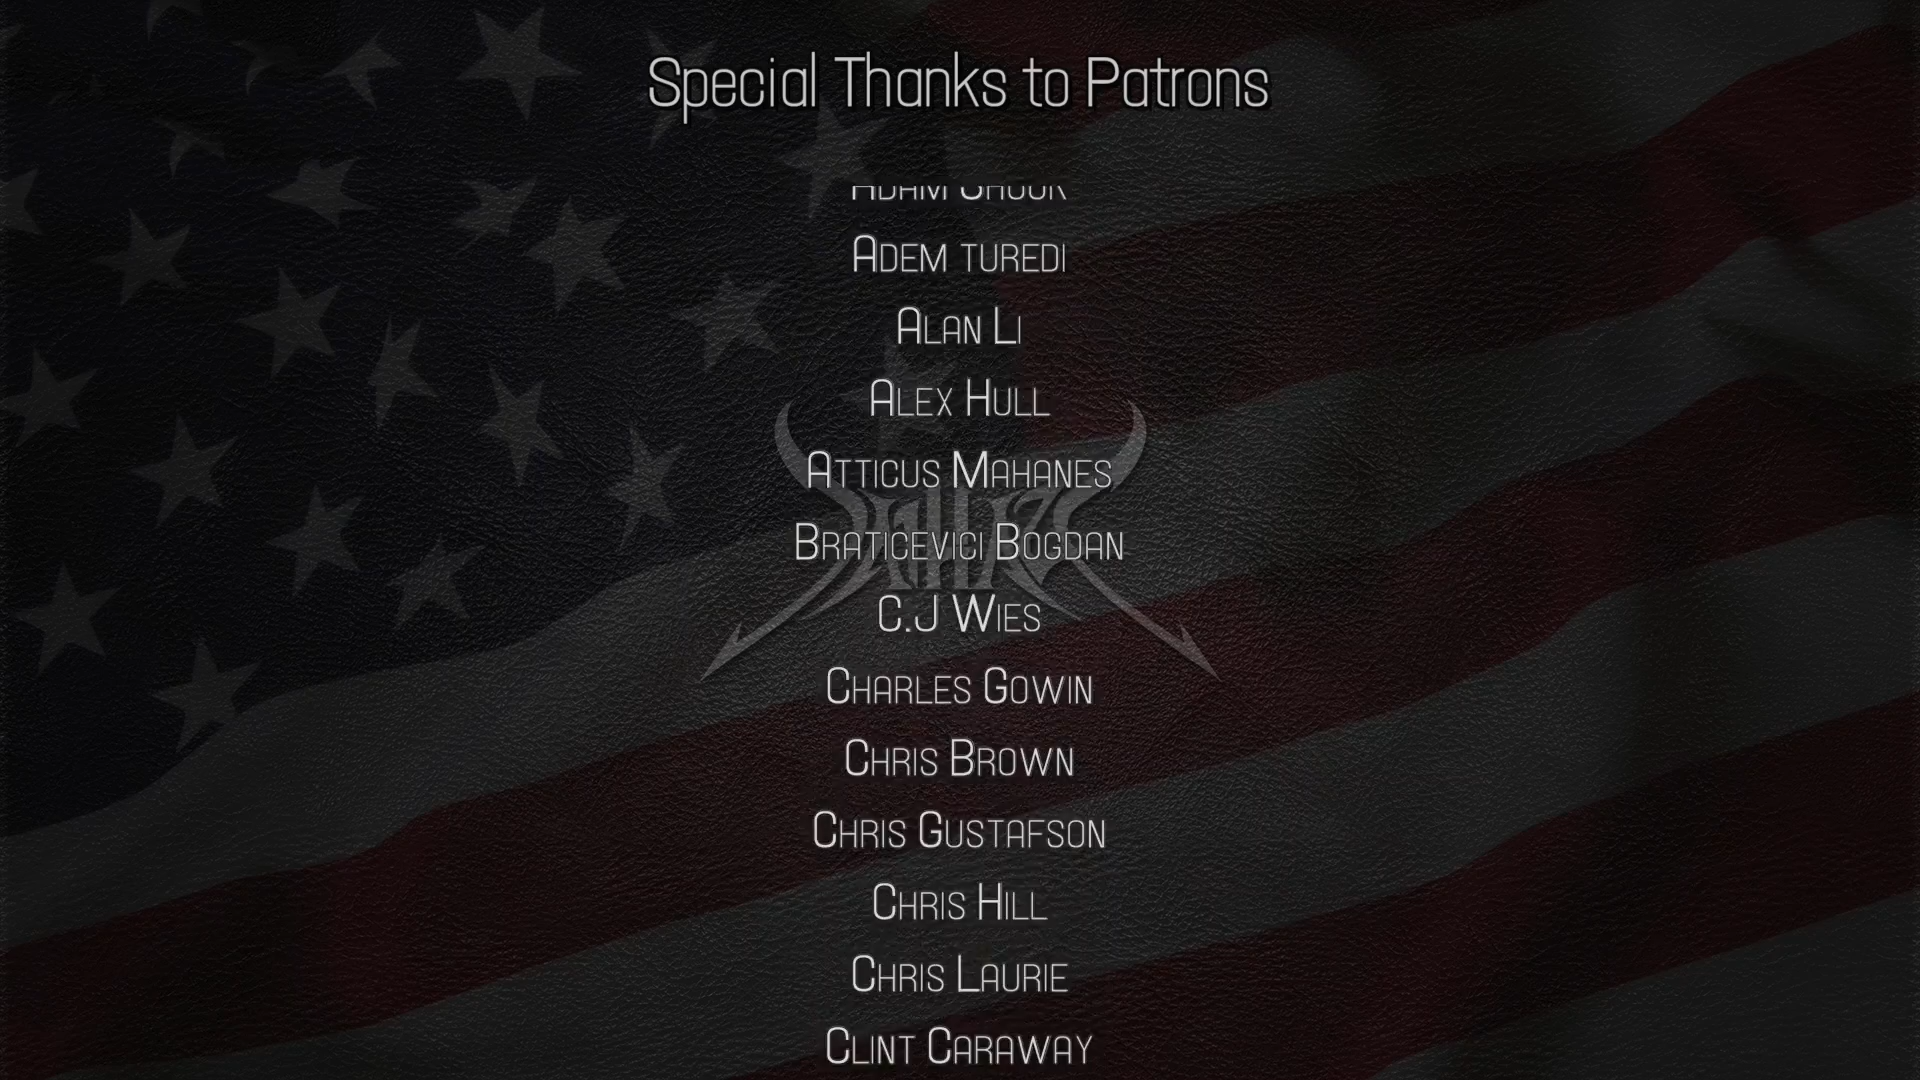 Special Thanks to Patrons
Adam
Adem turedi
Alan Li
Alex Hull
Atticus Mahanes
Braticevici Bogdan
C.J Wies
Charles Gowin
Chris Brown
Chris Gustafson
Chris Hill
Chris Laurie
Clint Caraway